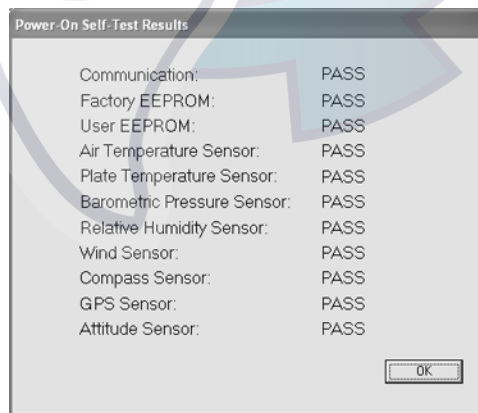 Power-On Self-Test Results
Communication: PASS
Factory EEPROM: PASS
User EEPROM: PASS
Air Temperature Sensor: PASS
Plate Temperature Sensor: PASS
Barometric Pressure Sensor: PASS
Relative Humidity Sensor: PASS
Wind Sensor: PASS
Compass Sensor: PASS
GPS Sensor: PASS
Attitude Sensor: PASS
OK